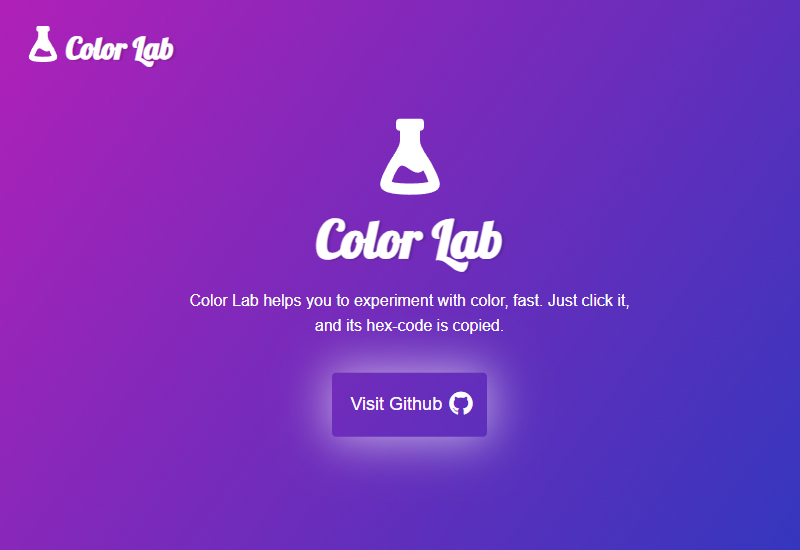 Color Lab
Color Lab
Color Lab helps you to experiment with color, fast. Just click it,
and its hex-code is copied.
Visit Github